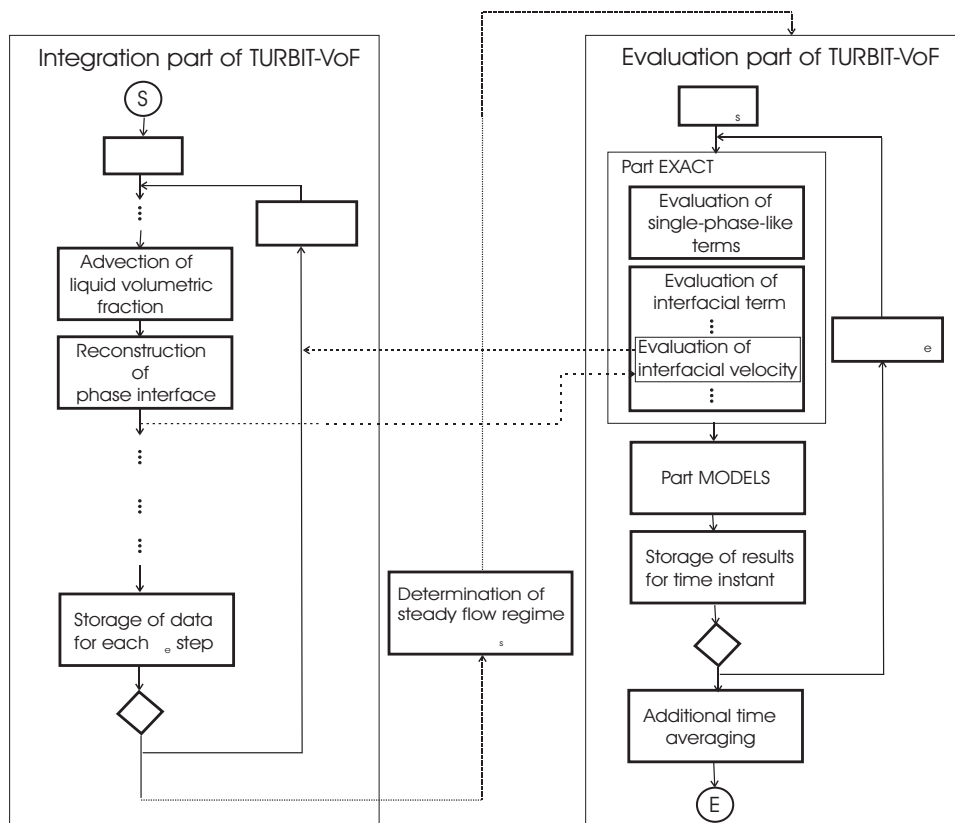 Integration part of TURBIT-VoF
S
Advection of
liquid volumetric
fraction
Reconstruction
of
phase interface
Storage of data
for each e step
Determination of
steady flow regime
s
Evaluation part of TURBIT-VoF
s
Part EXACT
Evaluation of
single-phase-like
terms
Evaluation of
interfacial term
Evaluation of
interfacial velocity
e
Part MODELS
Storage of results
for time instant
Additional time
averaging
E